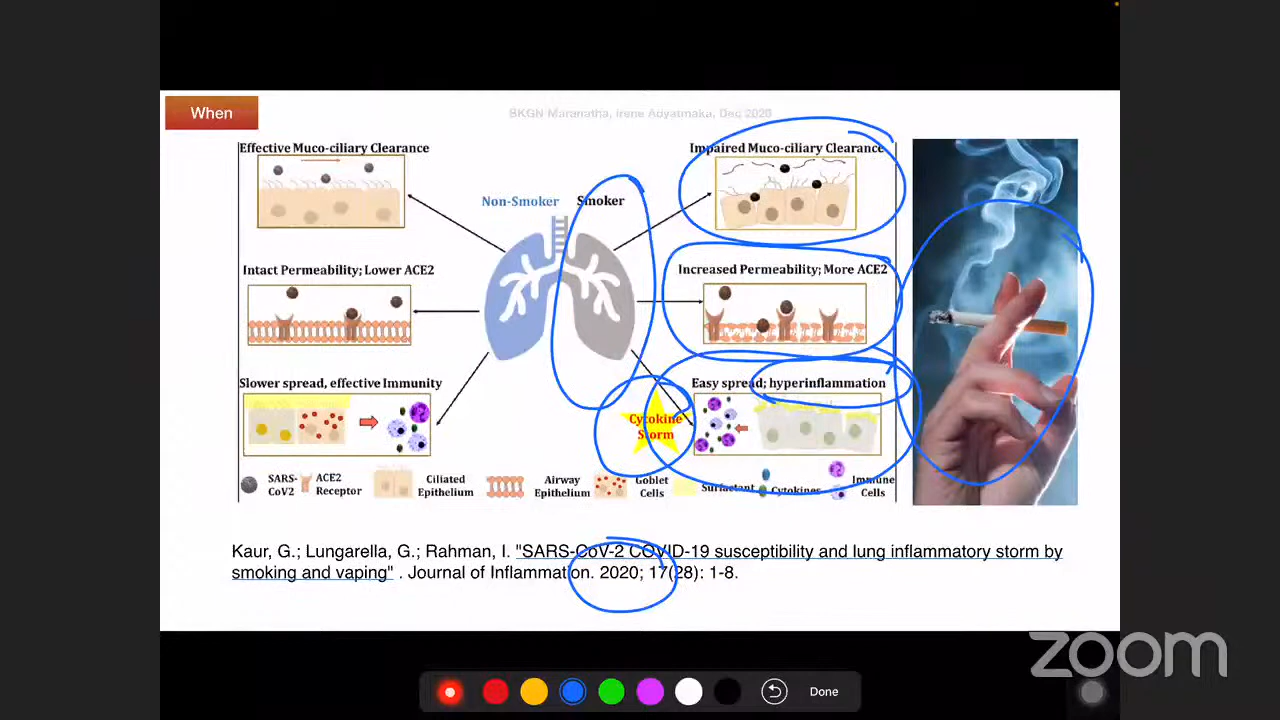 When
BKGN Maranatha, Irene Adyatmaka, Dec 2020
Effective Muco-ciliary Clearance
Impaired Muco-ciliary Clearance
Non-Smoker
Smoker
Intact Permeability; Lower ACE2
Increased Permeability; More ACE2
Slower spread, effective Immunity
Easy spread; hyperinflammation
Cytokine
Storm
SARS-
CoV2
ACE2
Receptor
Ciliated
Epithelium
Airway
Epithelium
Goblet
Cells
Surfactant
Cytokines
Immune
Cells
Kaur, G.; Lungarella, G.; Rahman, I. "SARS-CoV-2 COVID-19 susceptibility and lung inflammatory storm by
smoking and vaping" . Journal of Inflammation. 2020; 17(28): 1-8.
zoom
Done